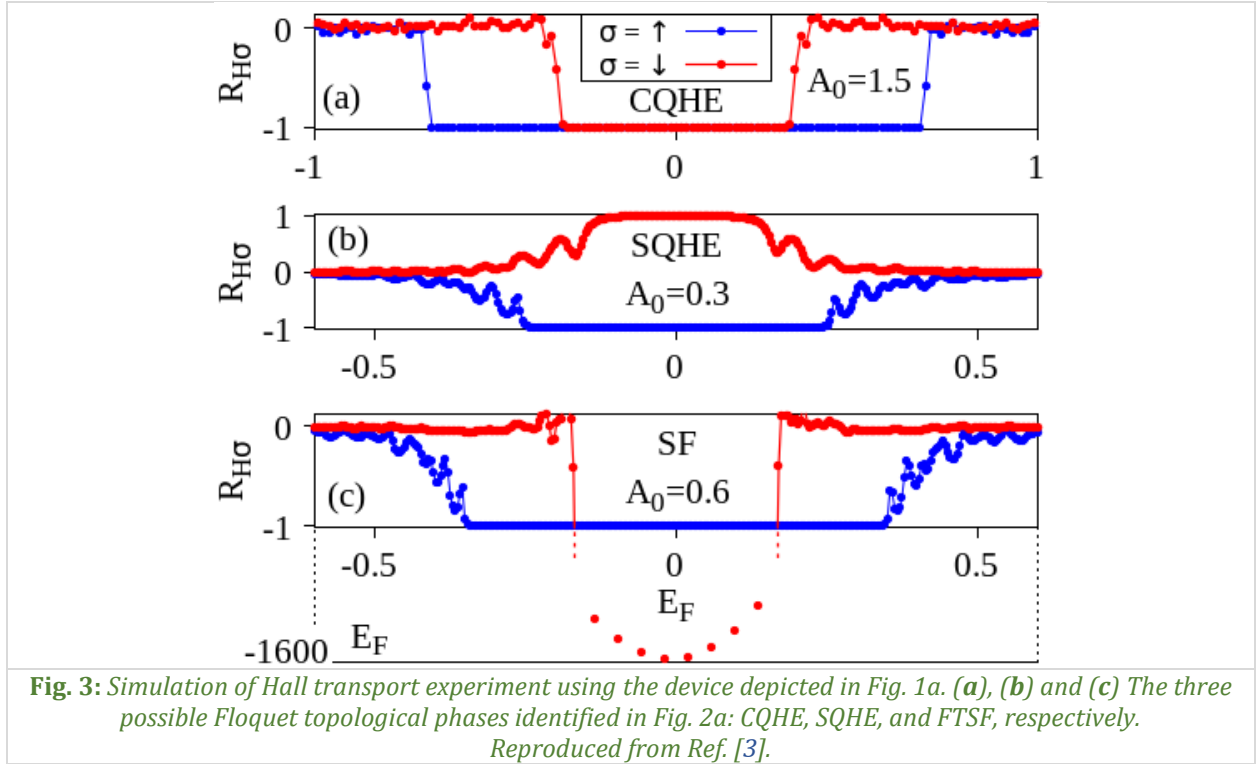 0
-1
R_Hσ
(a)
σ = ↑
σ = ↓
CQHE
A_0=1.5
-1 0 1
1
0
-1
R_Hσ
(b)
SQHE
A_0=0.3
-0.5 0 0.5
0
-1
R_Hσ
(c)
SF
A_0=0.6
-0.5 0 0.5
E_F
-1600 E_F
Fig. 3: Simulation of Hall transport experiment using the device depicted in Fig. 1a. (a), (b) and (c) The three
possible Floquet topological phases identified in Fig. 2a: CQHE, SQHE, and FTSF, respectively.
Reproduced from Ref. [3].